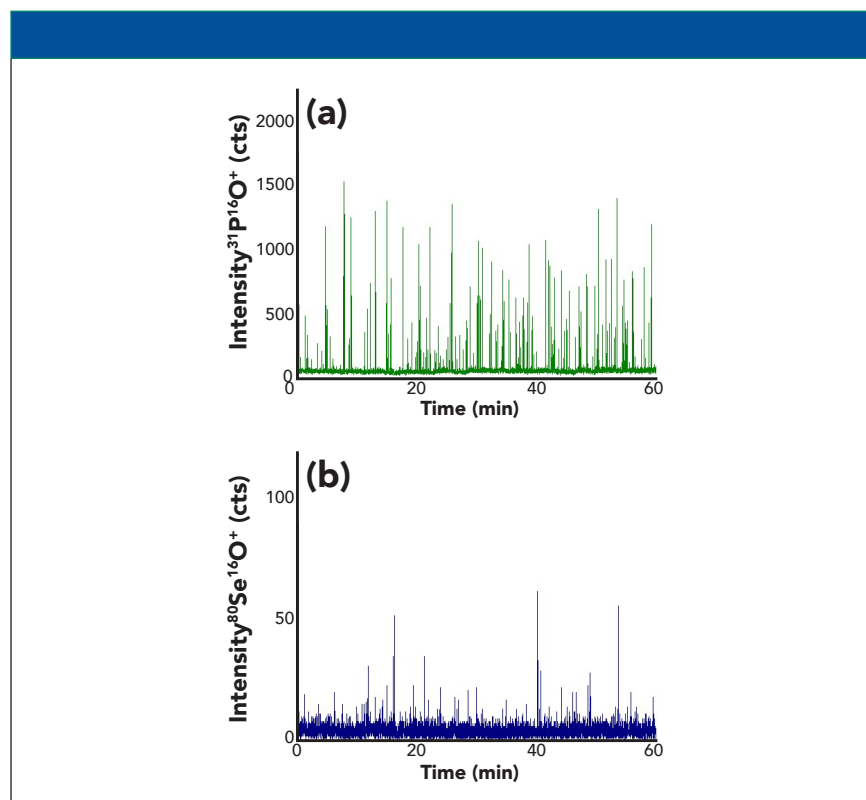 (a)
Intensity³¹P¹⁶O⁺ (cts)
2000
1500
1000
500
0
0 20 40 60
Time (min)
(b)
Intensity⁸⁰Se¹⁶O⁺ (cts)
100
50
0
0 20 40 60
Time (min)